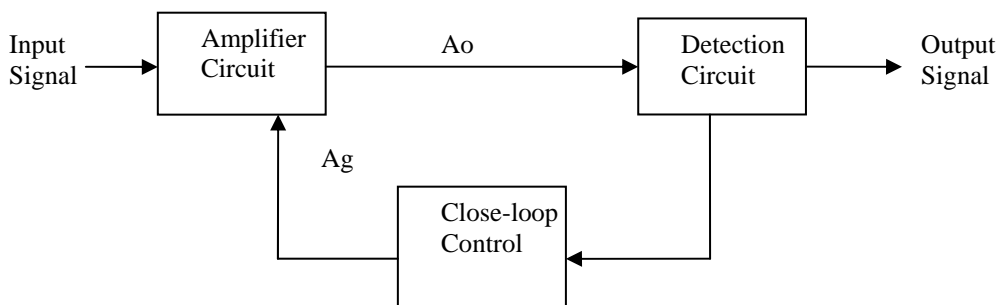 Input
Signal
Amplifier
Circuit
Ao
Detection
Circuit
Output
Signal
Ag
Close-loop
Control